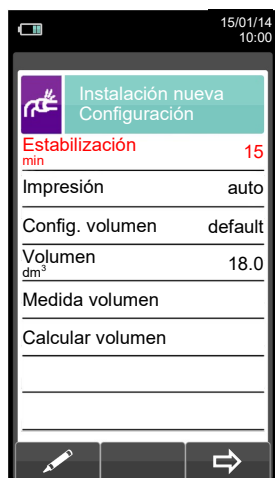 15/01/14
10:00
Instalación nueva
Configuración
Estabilización 15
min
Impresión auto
Config. volumen default
Volumen 18.0
dm³
Medida volumen
Calcular volumen